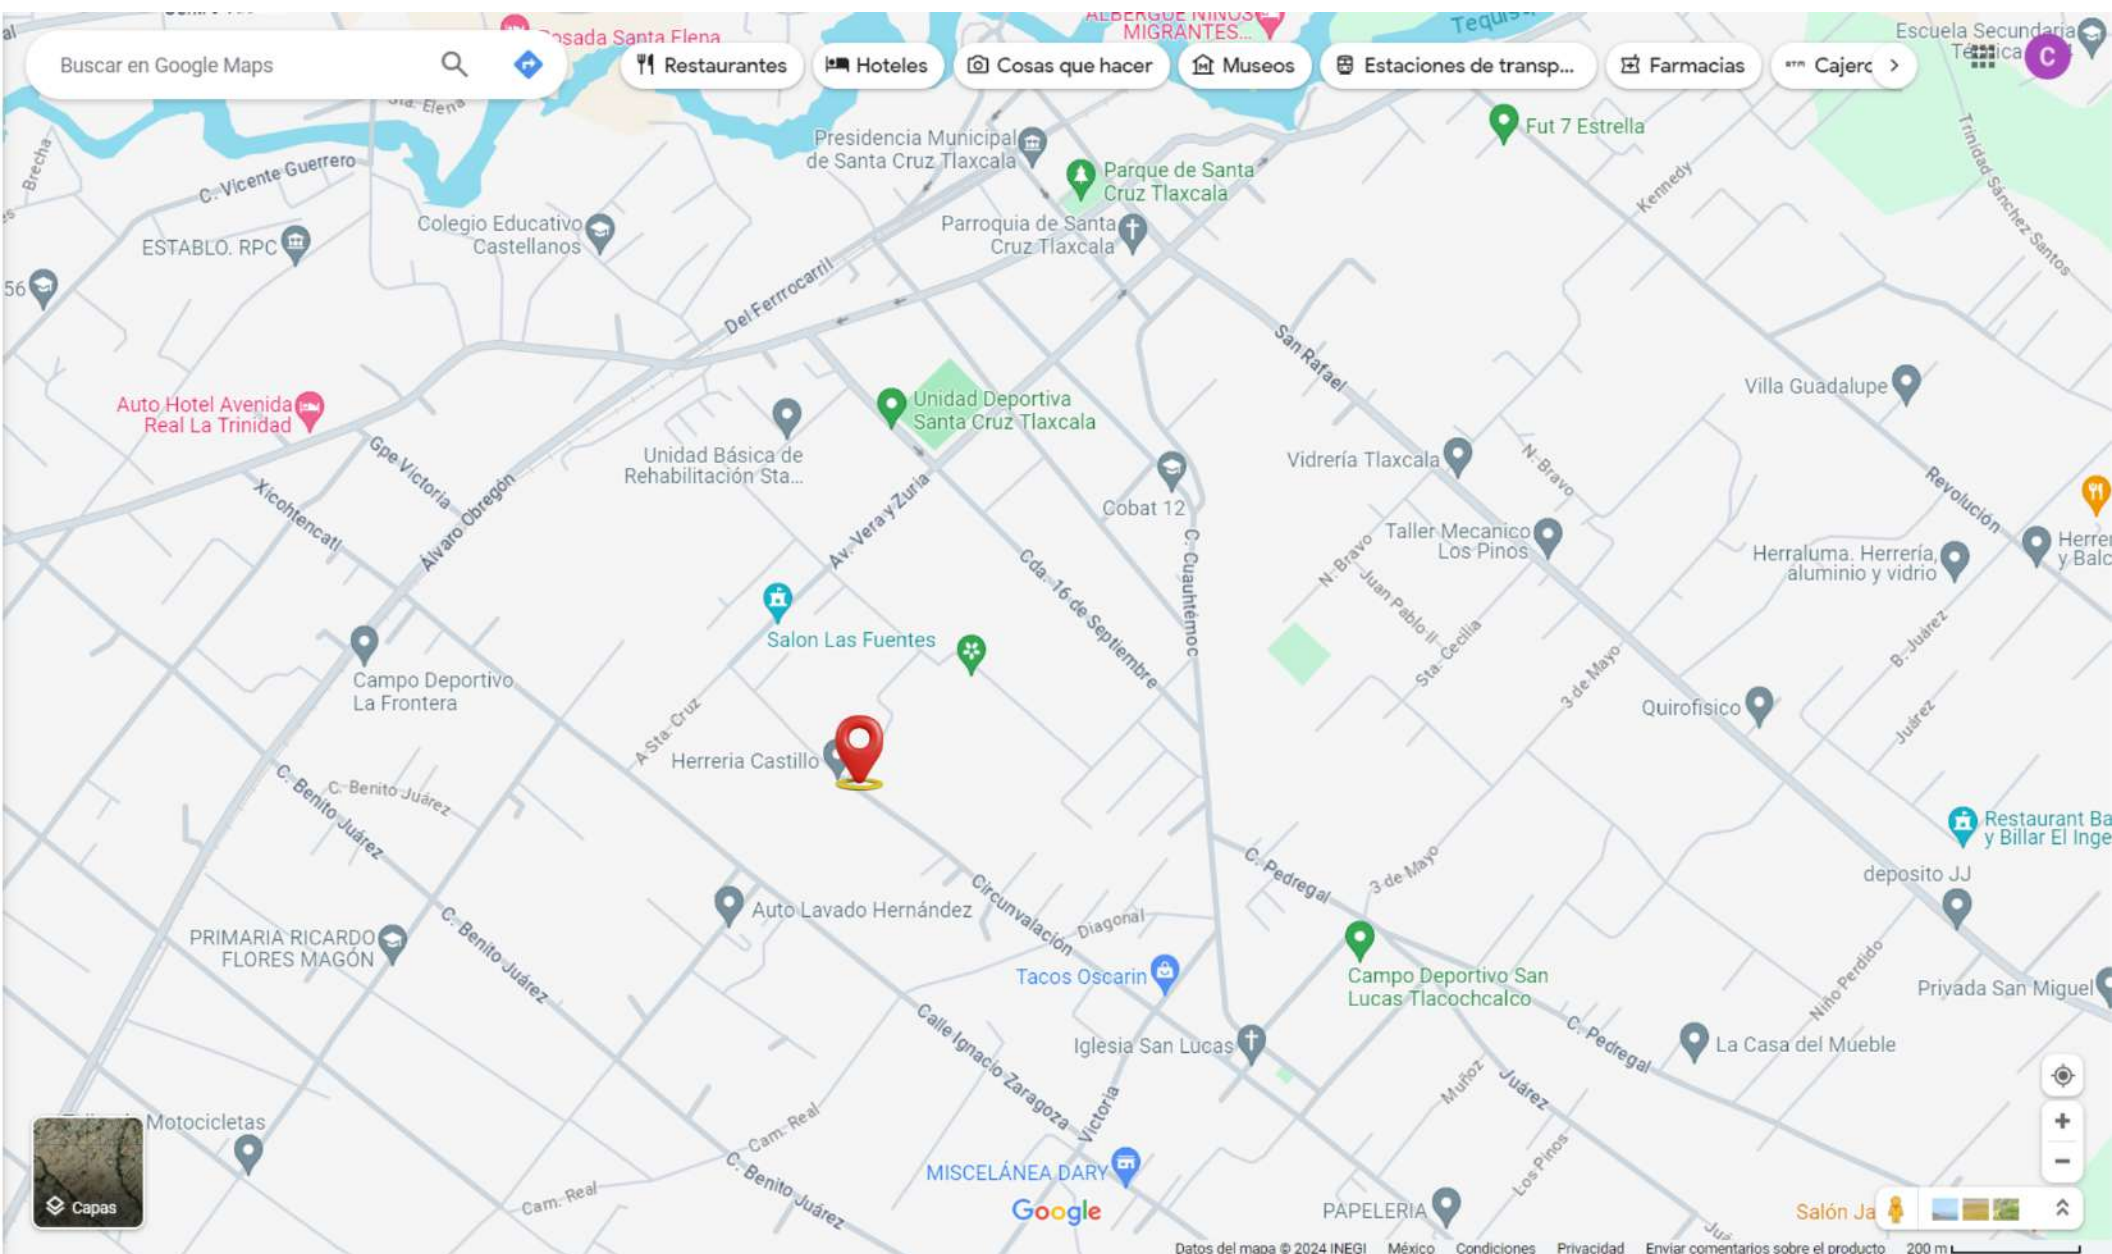 ALBERGUE NIÑOS
MIGRANTES...
Escuela Secundaria
Posada Santa Elena
Buscar en Google Maps
Restaurantes
Hoteles
Cosas que hacer
Museos
Estaciones de transp...
Farmacias
C
Sta. Elena
Fut 7 Estrella
Presidencia Municipal
de Santa Cruz Tlaxcala
Brecha
C. Vicente Guerrero
Parque de Santa
Cruz Tlaxcala
Kennedy
Trinidad Sánchez Santos
Colegio Educativo
Castellanos
Parroquia de Santa
Cruz Tlaxcala
ESTABLO. RPC
56
Del Ferrrocarril
San Rafael
Villa Guadalupe
Auto Hotel Avenida
Real La Trinidad
Unidad Deportiva
Santa Cruz Tlaxcala
Gpe Victoria
Unidad Básica de
Rehabilitación Sta...
Vidrería Tlaxcala
N. Bravo
Xicohtencatl
Álvaro Obregón
Av. Vera y Zuria
Cobat 12
Revolución
Taller Mecanico
Los Pinos
N. Bravo
Juan Pablo II
C. Cuauhtémoc
Cda. 16 de Septiembre
Herraluma. Herrería,
aluminio y vidrio
Salon Las Fuentes
Sta. Cecilia
3 de Mayo
B. Juárez
Campo Deportivo
La Frontera
Quirofisico
Juárez
A Sta. Cruz
Herreria Castillo
C. Benito Juárez
C. Benito Juárez
Restaurant Ba
y Billar El Inge
C. Pedregal
3 de Mayo
deposito JJ
Auto Lavado Hernández
Circunvalación
Diagonal
C. Benito Juárez
PRIMARIA RICARDO
FLORES MAGÓN
Tacos Oscarin
Campo Deportivo San
Lucas Tlacochcalco
Niño Perdido
Privada San Miguel
Calle Ignacio Zaragoza
Iglesia San Lucas
C. Pedregal
La Casa del Mueble
Muñoz
Juárez
Victoria
Motocicletas
Cam. Real
Los Pinos
C. Benito Juárez
MISCELÁNEA DARY
Cam. Real
Capas
Google
PAPELERIA
Salón Ja
Datos del mapa © 2024 INEGI México Condiciones Privacidad Enviar comentarios sobre el producto 200 m